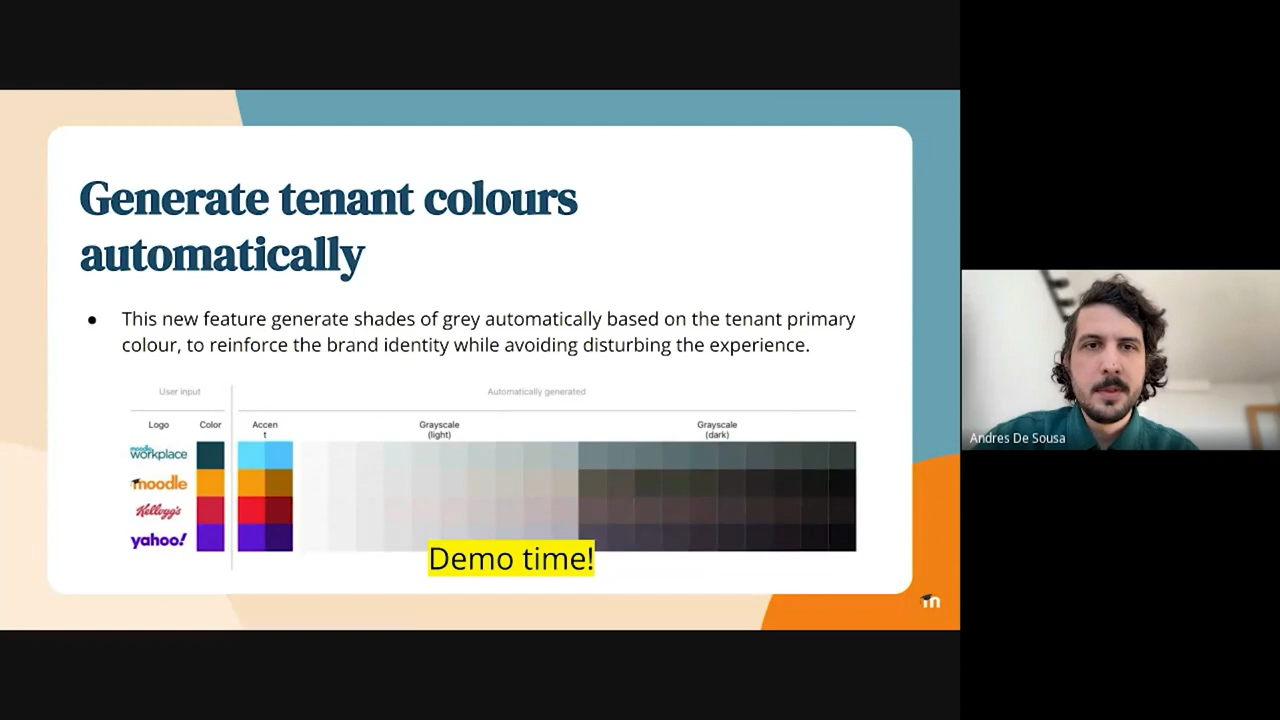 Generate tenant colours
automatically
● This new feature generate shades of grey automatically based on the tenant primary
colour, to reinforce the brand identity while avoiding disturbing the experience.
User input
Automatically generated
Logo Color Accen Grayscale Grayscale
t (light) (dark)
moodle
workplace
moodle
Kellogg's
yahoo!
Demo time!
m
Andres De Sousa